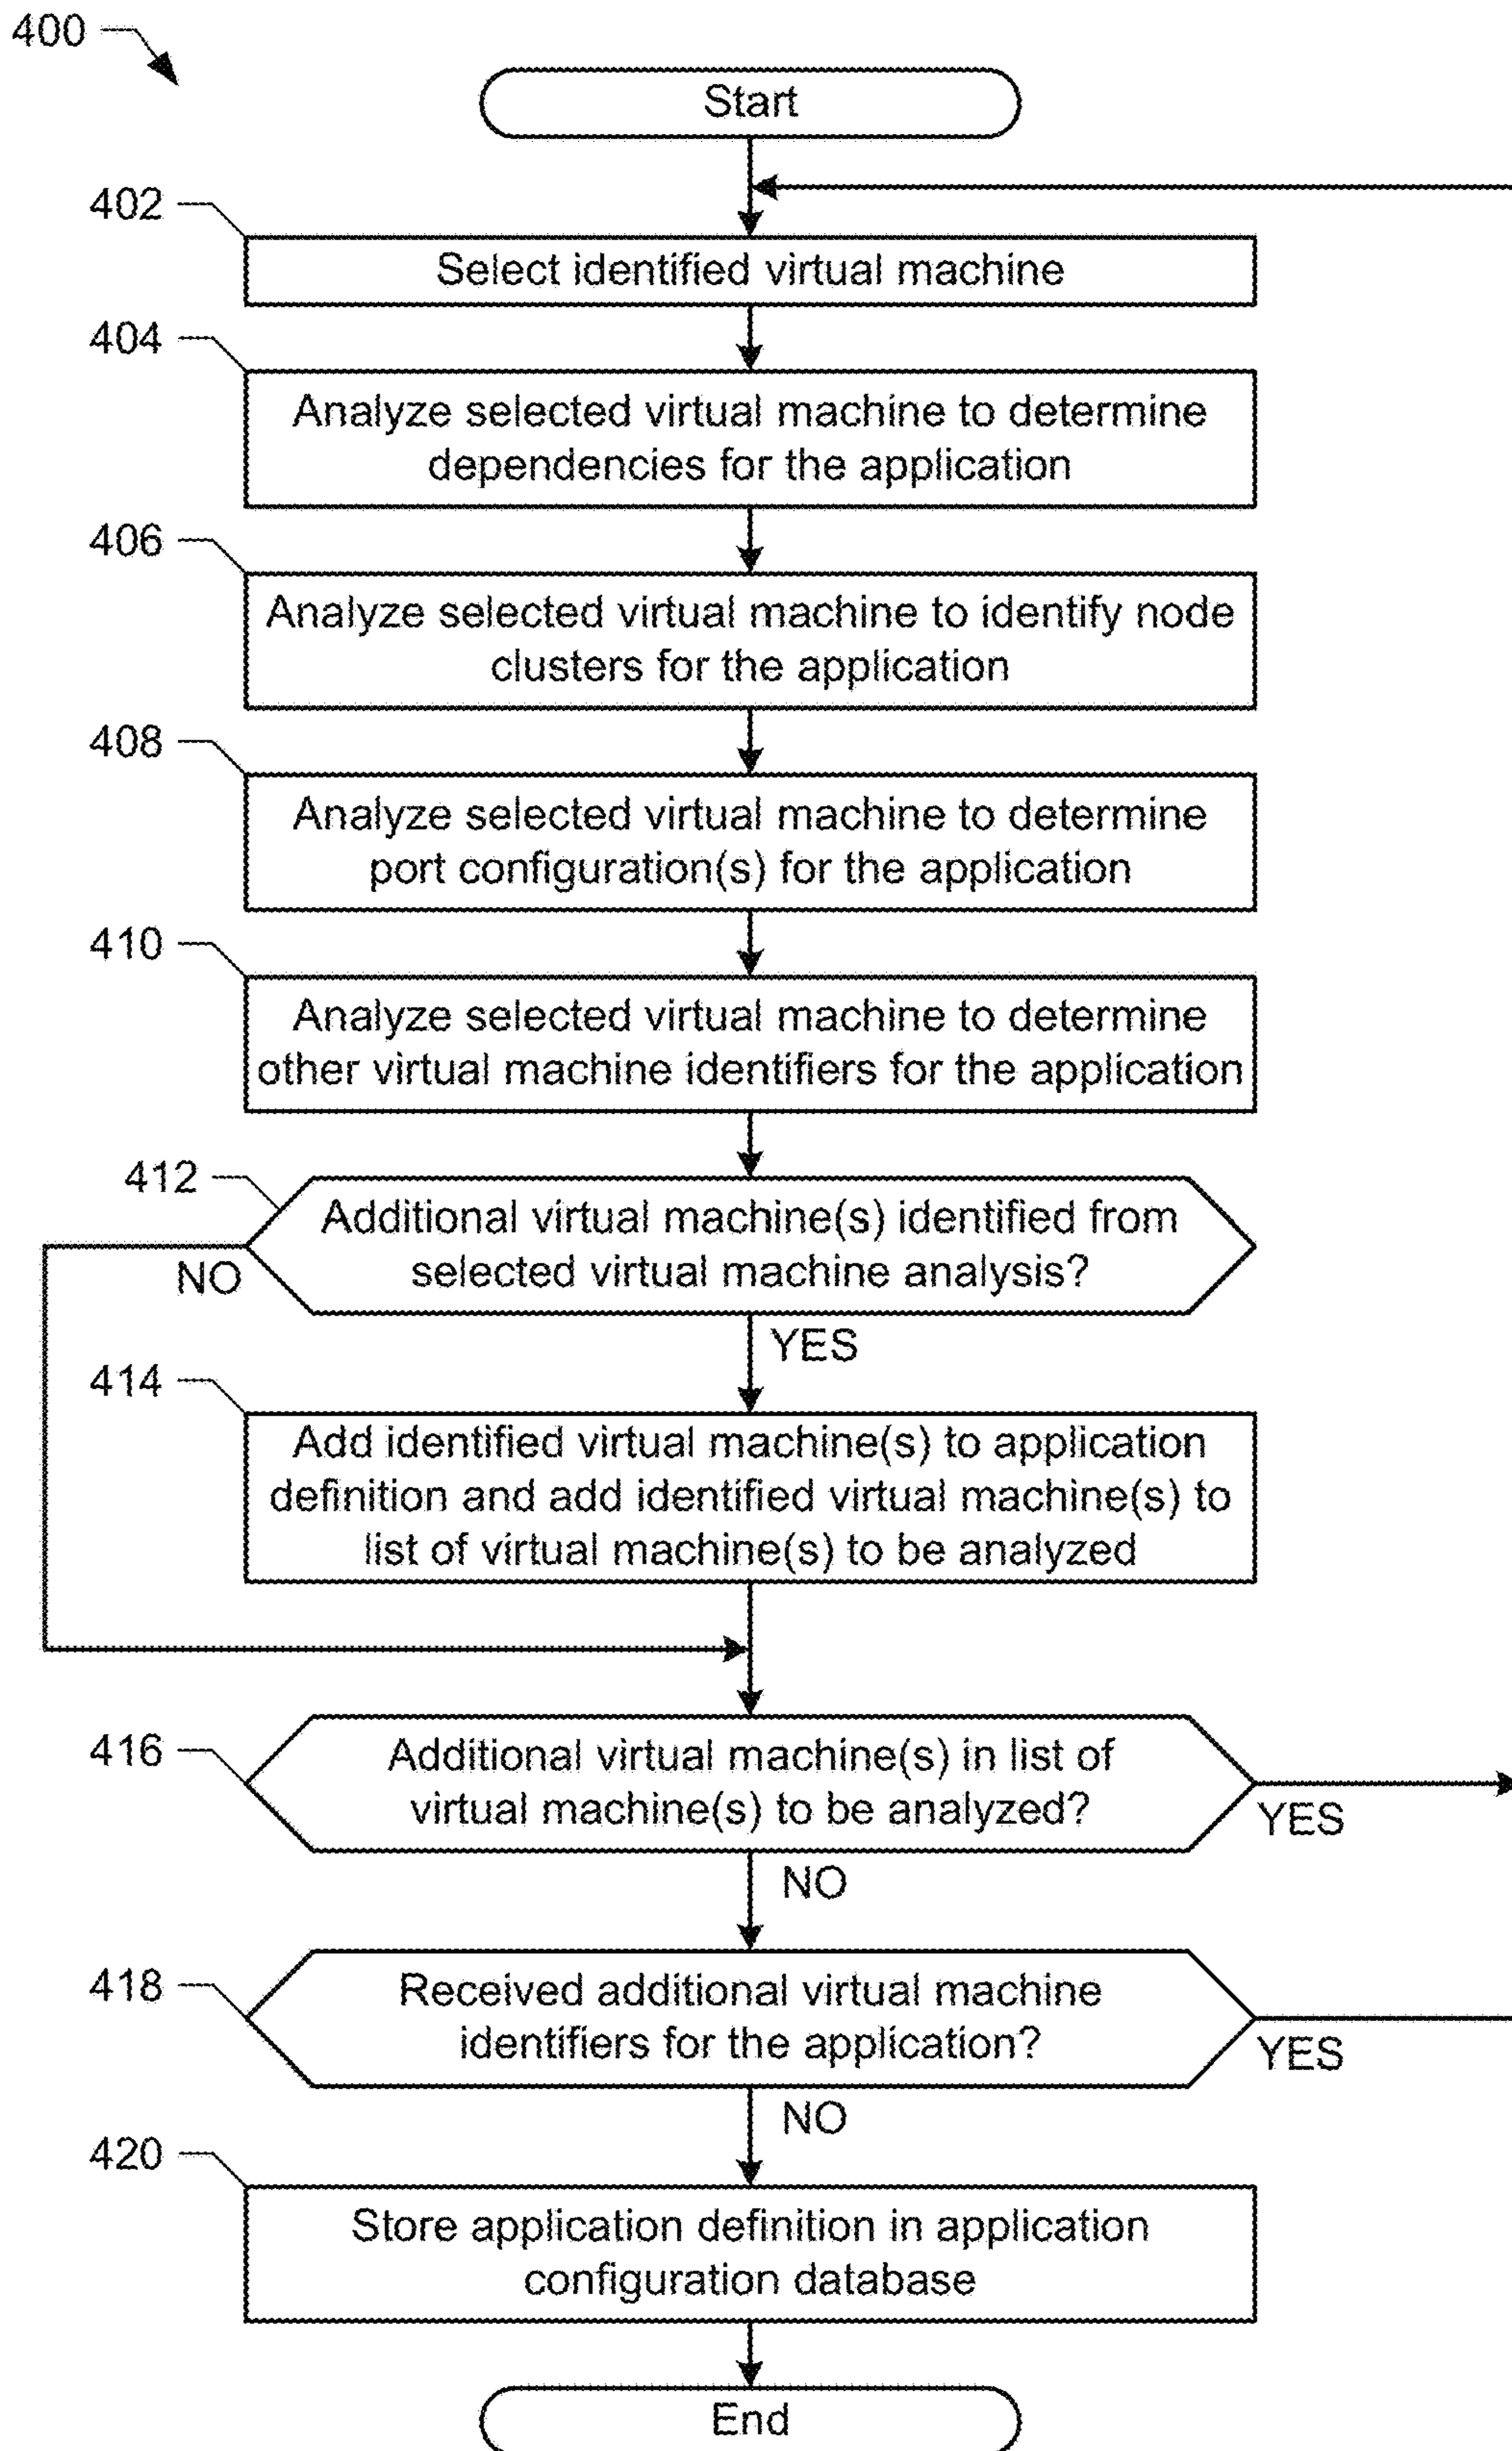 400
Start
402
Select identified virtual machine
404
Analyze selected virtual machine to determine
dependencies for the application
406
Analyze selected virtual machine to identify node
clusters for the application
408
Analyze selected virtual machine to determine
port configuration(s) for the application
410
Analyze selected virtual machine to determine
other virtual machine identifiers for the application
412
Additional virtual machine(s) identified from
selected virtual machine analysis?
NO
YES
414
Add identified virtual machine(s) to application
definition and add identified virtual machine(s) to
list of virtual machine(s) to be analyzed
416
Additional virtual machine(s) in list of
virtual machine(s) to be analyzed?
YES
NO
418
Received additional virtual machine
identifiers for the application?
YES
NO
420
Store application definition in application
configuration database
End